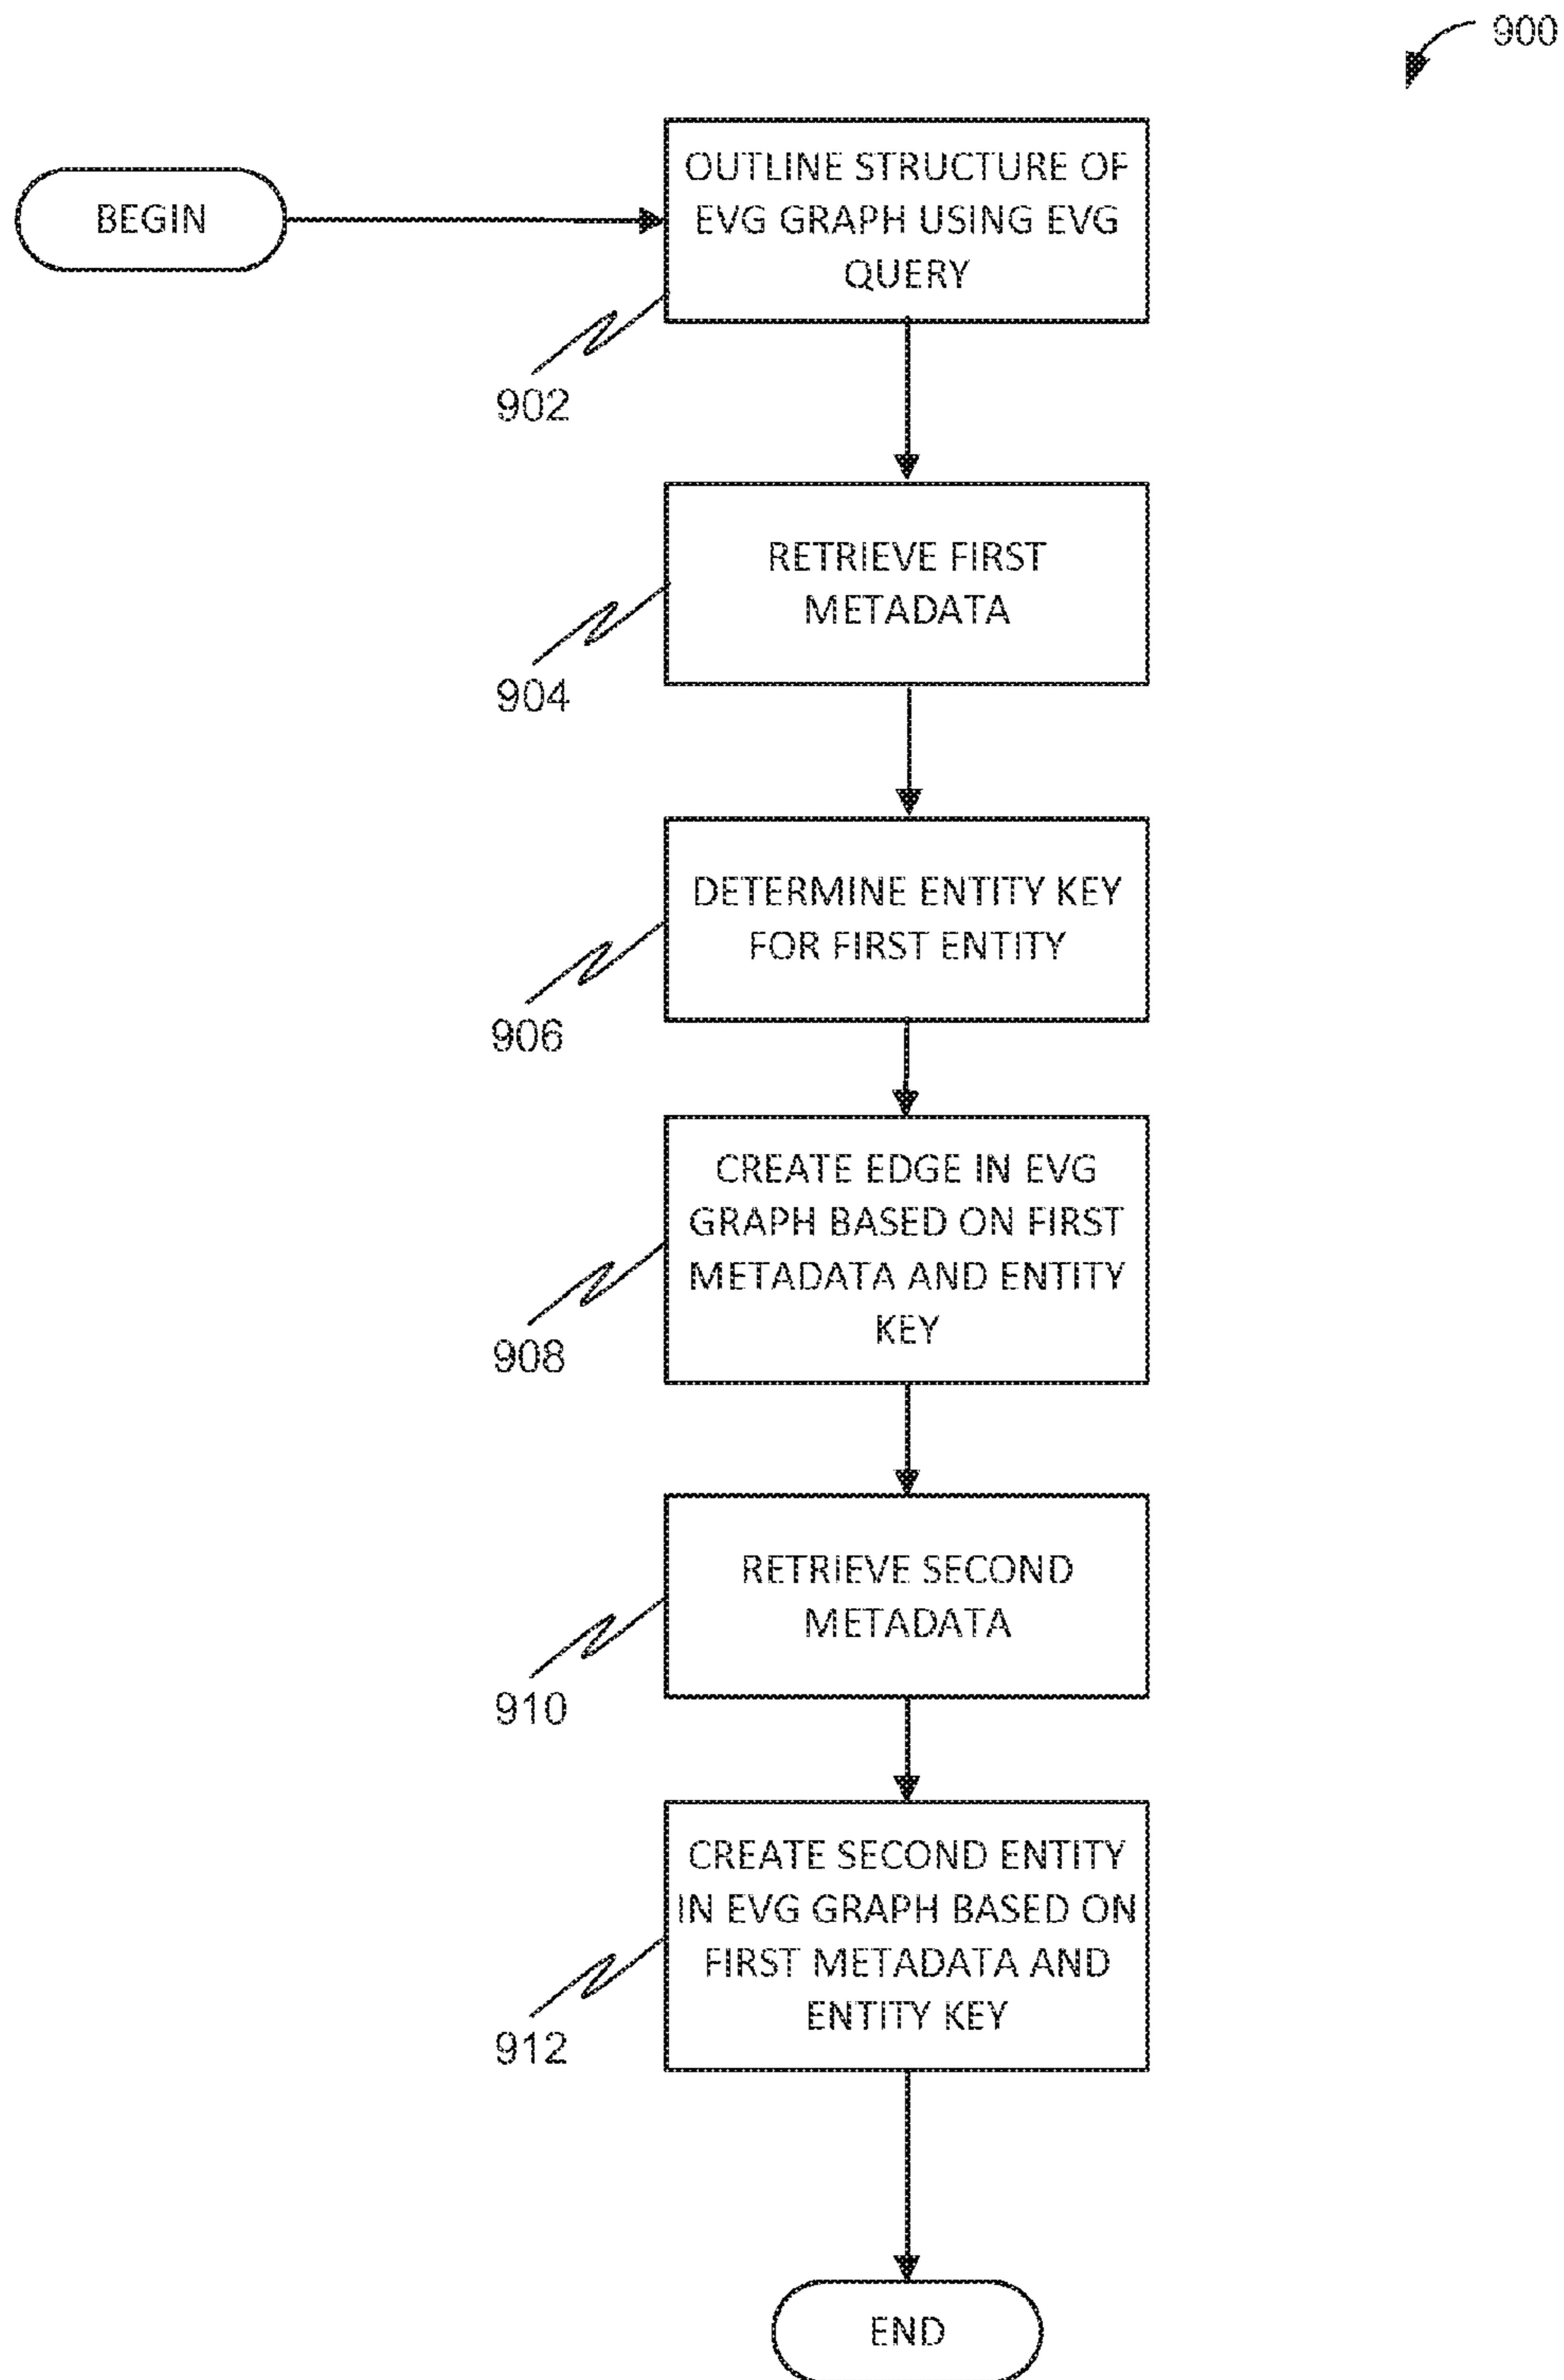 900
BEGIN
OUTLINE STRUCTURE OF
EVG GRAPH USING EVG
QUERY
902
RETRIEVE FIRST
METADATA
904
DETERMINE ENTITY KEY
FOR FIRST ENTITY
906
CREATE EDGE IN EVG
GRAPH BASED ON FIRST
METADATA AND ENTITY
KEY
908
RETRIEVE SECOND
METADATA
910
CREATE SECOND ENTITY
IN EVG GRAPH BASED ON
FIRST METADATA AND
ENTITY KEY
912
END